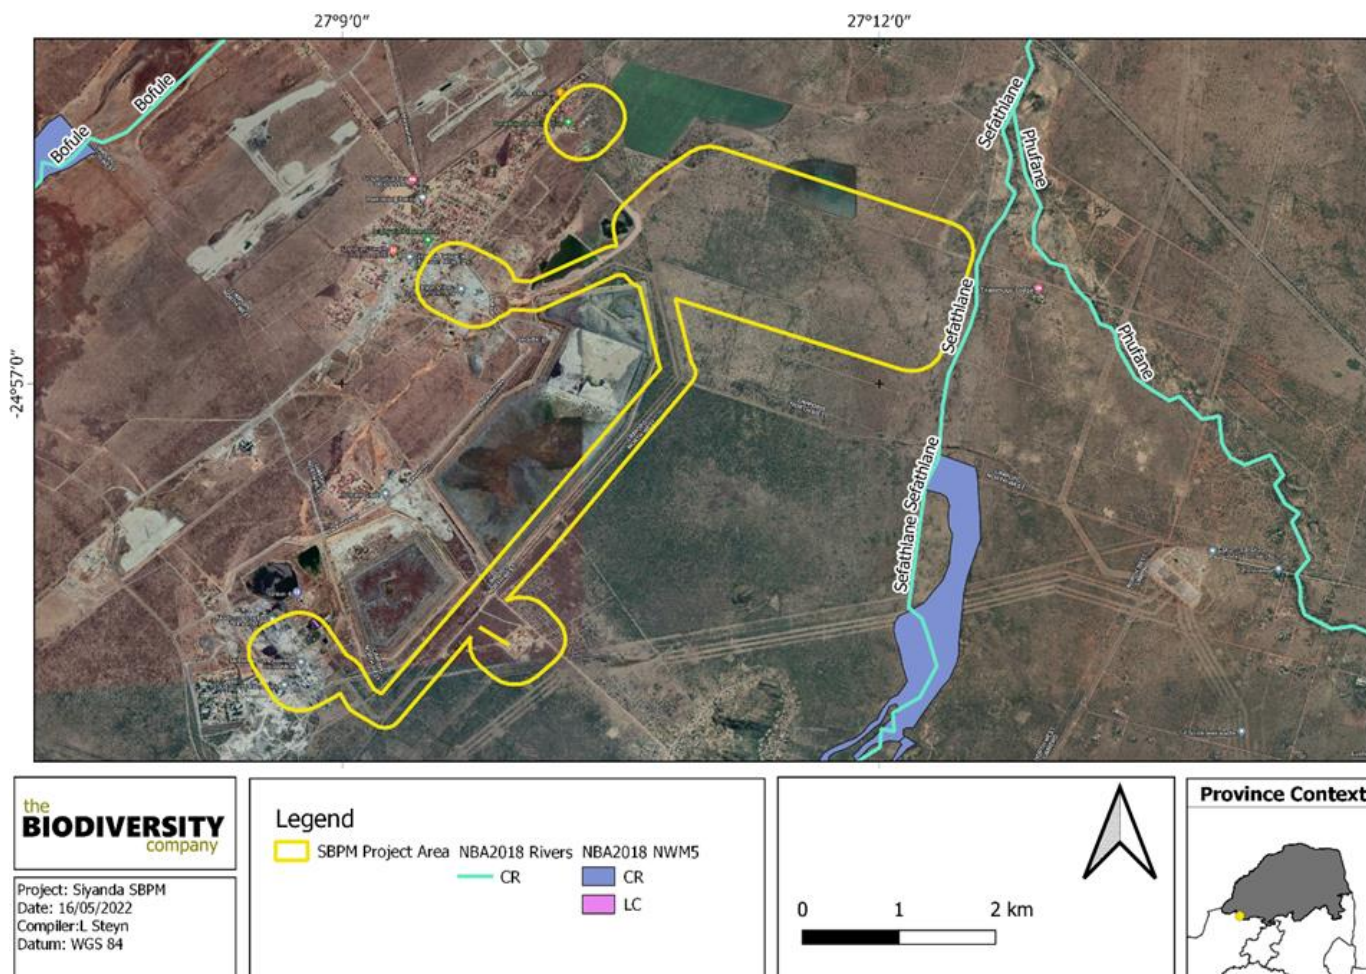 27°9'0"
27°12'0"
-24°57'0"
Bofule
Bofule
Sefathlane
Phufane
Sefathlane
Phufane
Sefathlane Sefathlane
the
BIODIVERSITY
company
Project: Siyanda SBPM
Date: 16/05/2022
Compiler:L Steyn
Datum: WGS 84
Legend
SBPM Project Area
NBA2018 Rivers
CR
NBA2018 NWM5
CR
LC
0 1 2 km
Province Context